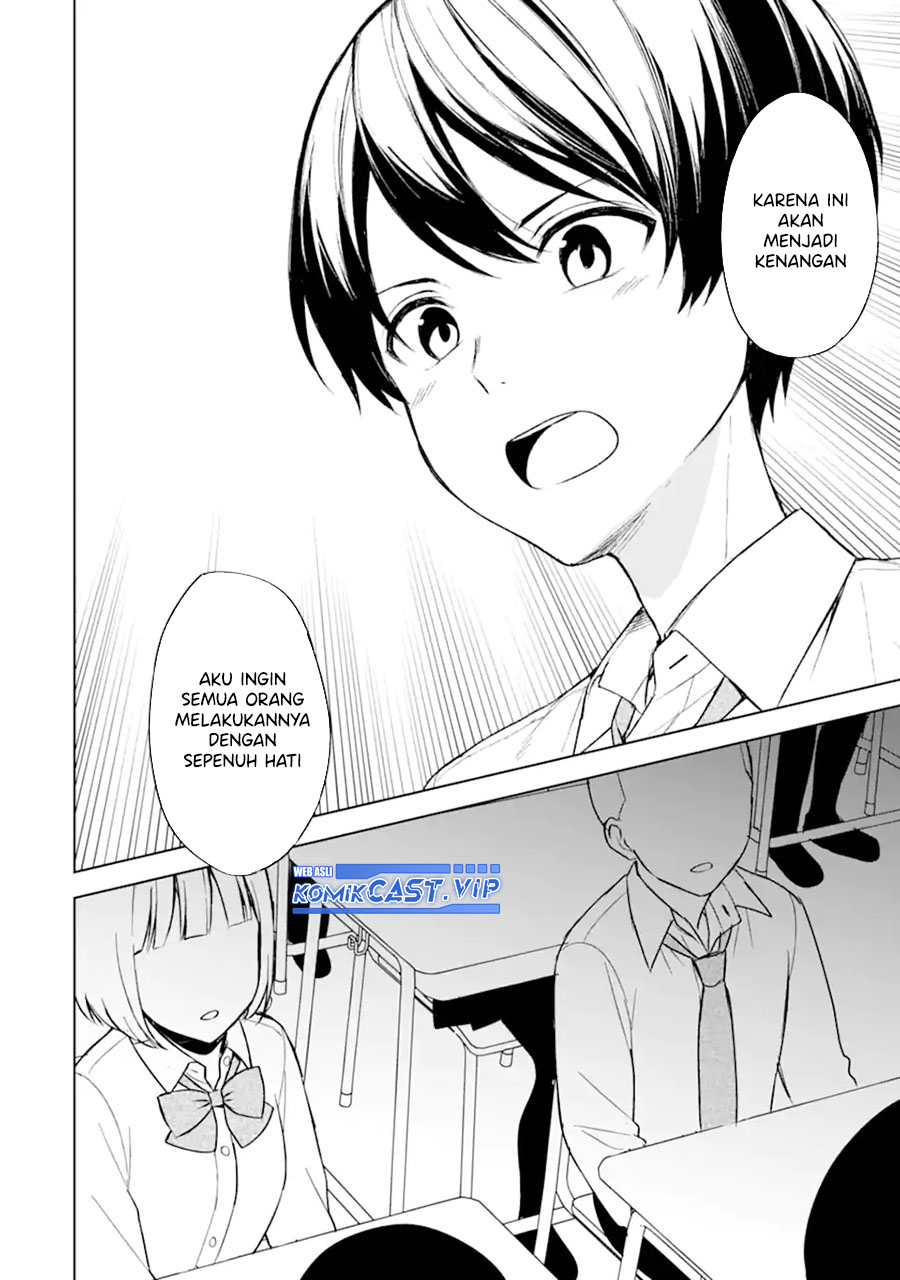 KARENA INI
AKAN
MENJADI
KENANGAN
AKU INGIN
SEMUA ORANG
MELAKUKANNYA
DENGAN
SEPENUH HATI
WEB ASLI
KOMIKCAST.VIP